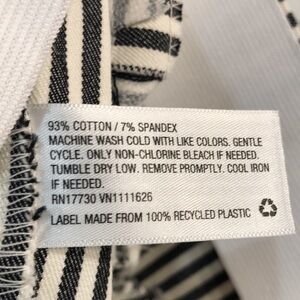 93% COTTON / 7% SPANDEX
MACHINE WASH COLD WITH LIKE COLORS. GENTLE
CYCLE. ONLY NON-CHLORINE BLEACH IF NEEDED.
TUMBLE DRY LOW. REMOVE PROMPTLY. COOL IRON
IF NEEDED.
RN17730 VN1111626
LABEL MADE FROM 100% RECYCLED PLASTIC